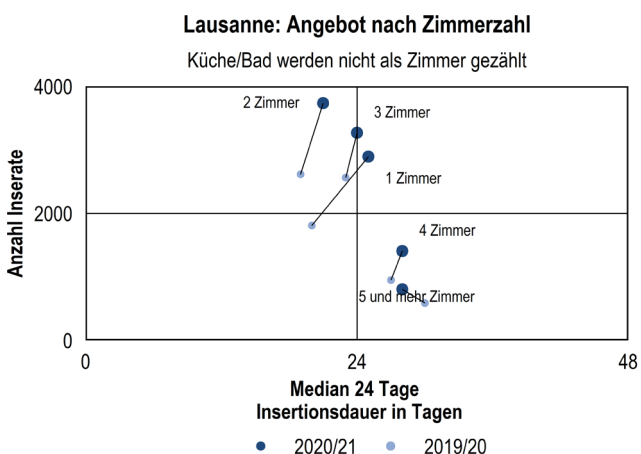 Lausanne: Angebot nach Zimmerzahl
Küche/Bad werden nicht als Zimmer gezählt
Anzahl Inserate
4000
2000
0
2 Zimmer
3 Zimmer
1 Zimmer
4 Zimmer
5 und mehr Zimmer
0
24
48
Median 24 Tage
Insertionsdauer in Tagen
2020/21
2019/20